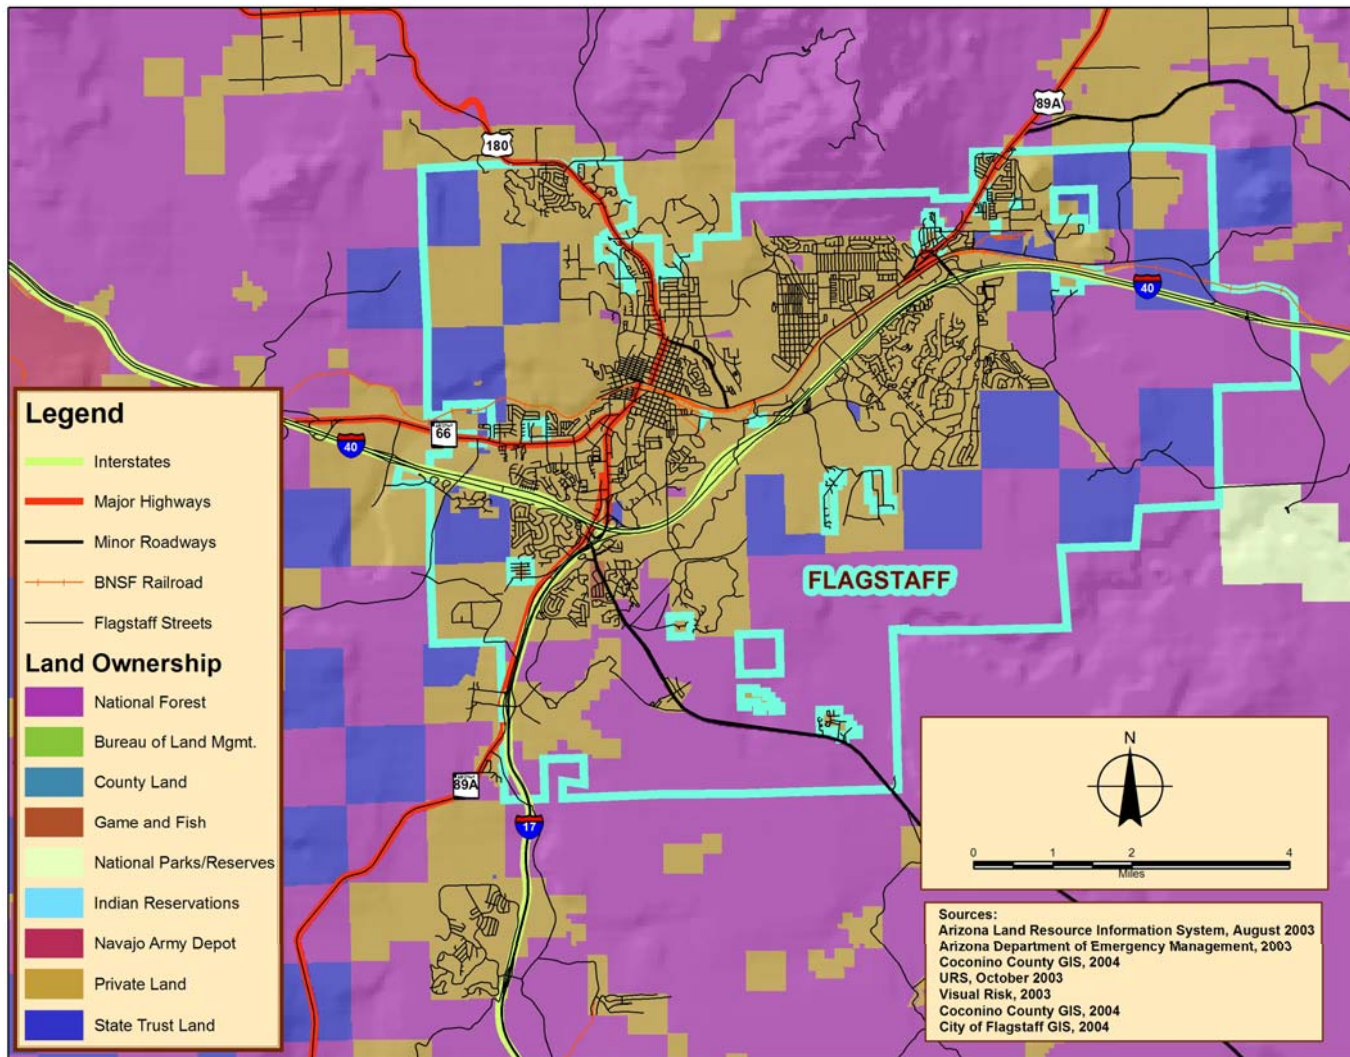 89A
180
40
Legend
Interstates
Major Highways
Minor Roadways
BNSF Railroad
Flagstaff Streets
Land Ownership
National Forest
Bureau of Land Mgmt.
County Land
Game and Fish
National Parks/Reserves
Indian Reservations
Navajo Army Depot
Private Land
State Trust Land
66
40
FLAGSTAFF
89A
17
N
0 1 2 4
Miles
Sources:
Arizona Land Resource Information System, August 2003
Arizona Department of Emergency Management, 2003
Coconino County GIS, 2004
URS, October 2003
Visual Risk, 2003
Coconino County GIS, 2004
City of Flagstaff GIS, 2004